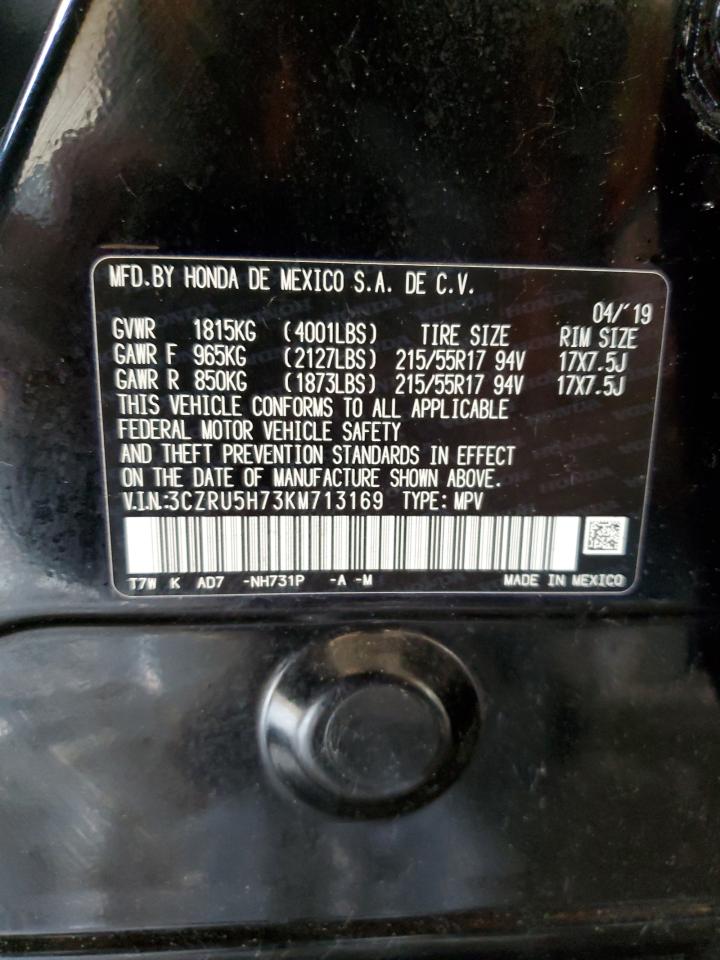 MFD.BY HONDA DE MEXICO S.A. DE C.V.
04/´19
GVWR 1815KG (4001LBS) TIRE SIZE RIM SIZE
GAWR F 965KG (2127LBS) 215/55R17 94V 17X7.5J
GAWR R 850KG (1873LBS) 215/55R17 94V 17X7.5J
THIS VEHICLE CONFORMS TO ALL APPLICABLE
FEDERAL MOTOR VEHICLE SAFETY
AND THEFT PREVENTION STANDARDS IN EFFECT
ON THE DATE OF MANUFACTURE SHOWN ABOVE.
V.I.N.:3CZRU5H73KM713169 TYPE: MPV
T7W K AD7 -NH731P -A -M MADE IN MEXICO